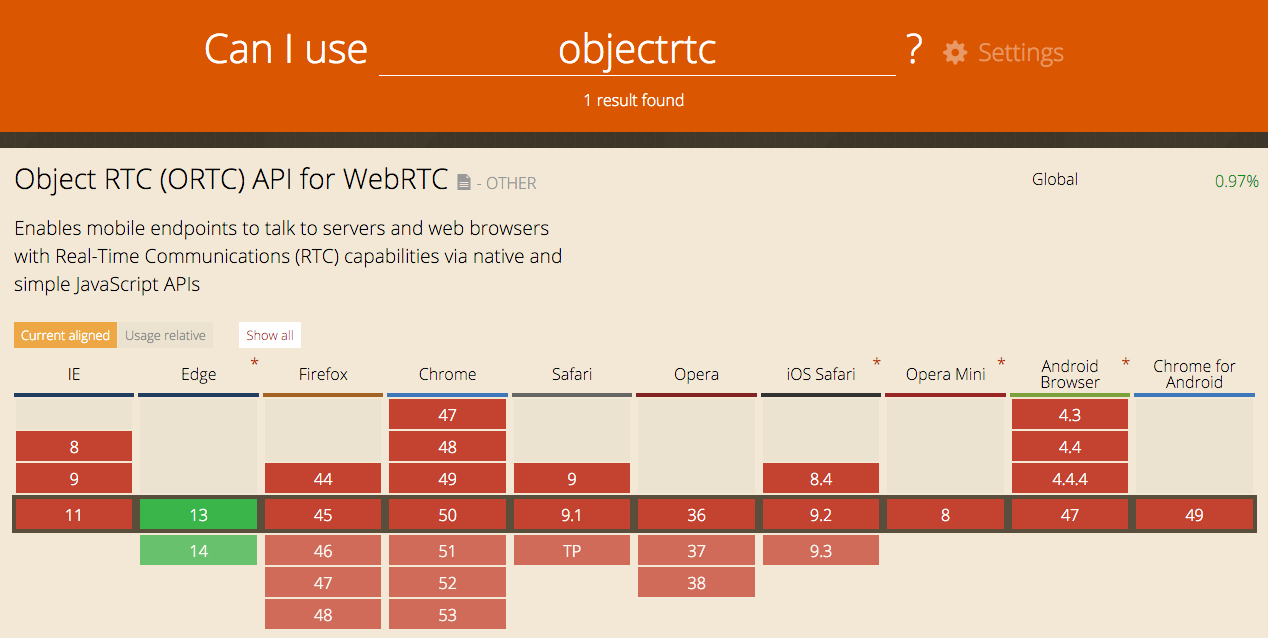 Can I use objectrtc ? Settings
1 result found
Object RTC (ORTC) API for WebRTC - OTHER Global 0.97%
Enables mobile endpoints to talk to servers and web browsers
with Real-Time Communications (RTC) capabilities via native and
simple JavaScript APIs
Current aligned Usage relative Show all
IE Edge * Firefox Chrome Safari Opera iOS Safari * Opera Mini * Android Browser * Chrome for Android
47 4.3
8 48 4.4
9 44 49 9 8.4 4.4.4
11 13 45 50 9.1 36 9.2 8 47 49
14 46 51 TP 37 9.3
47 52 38
48 53